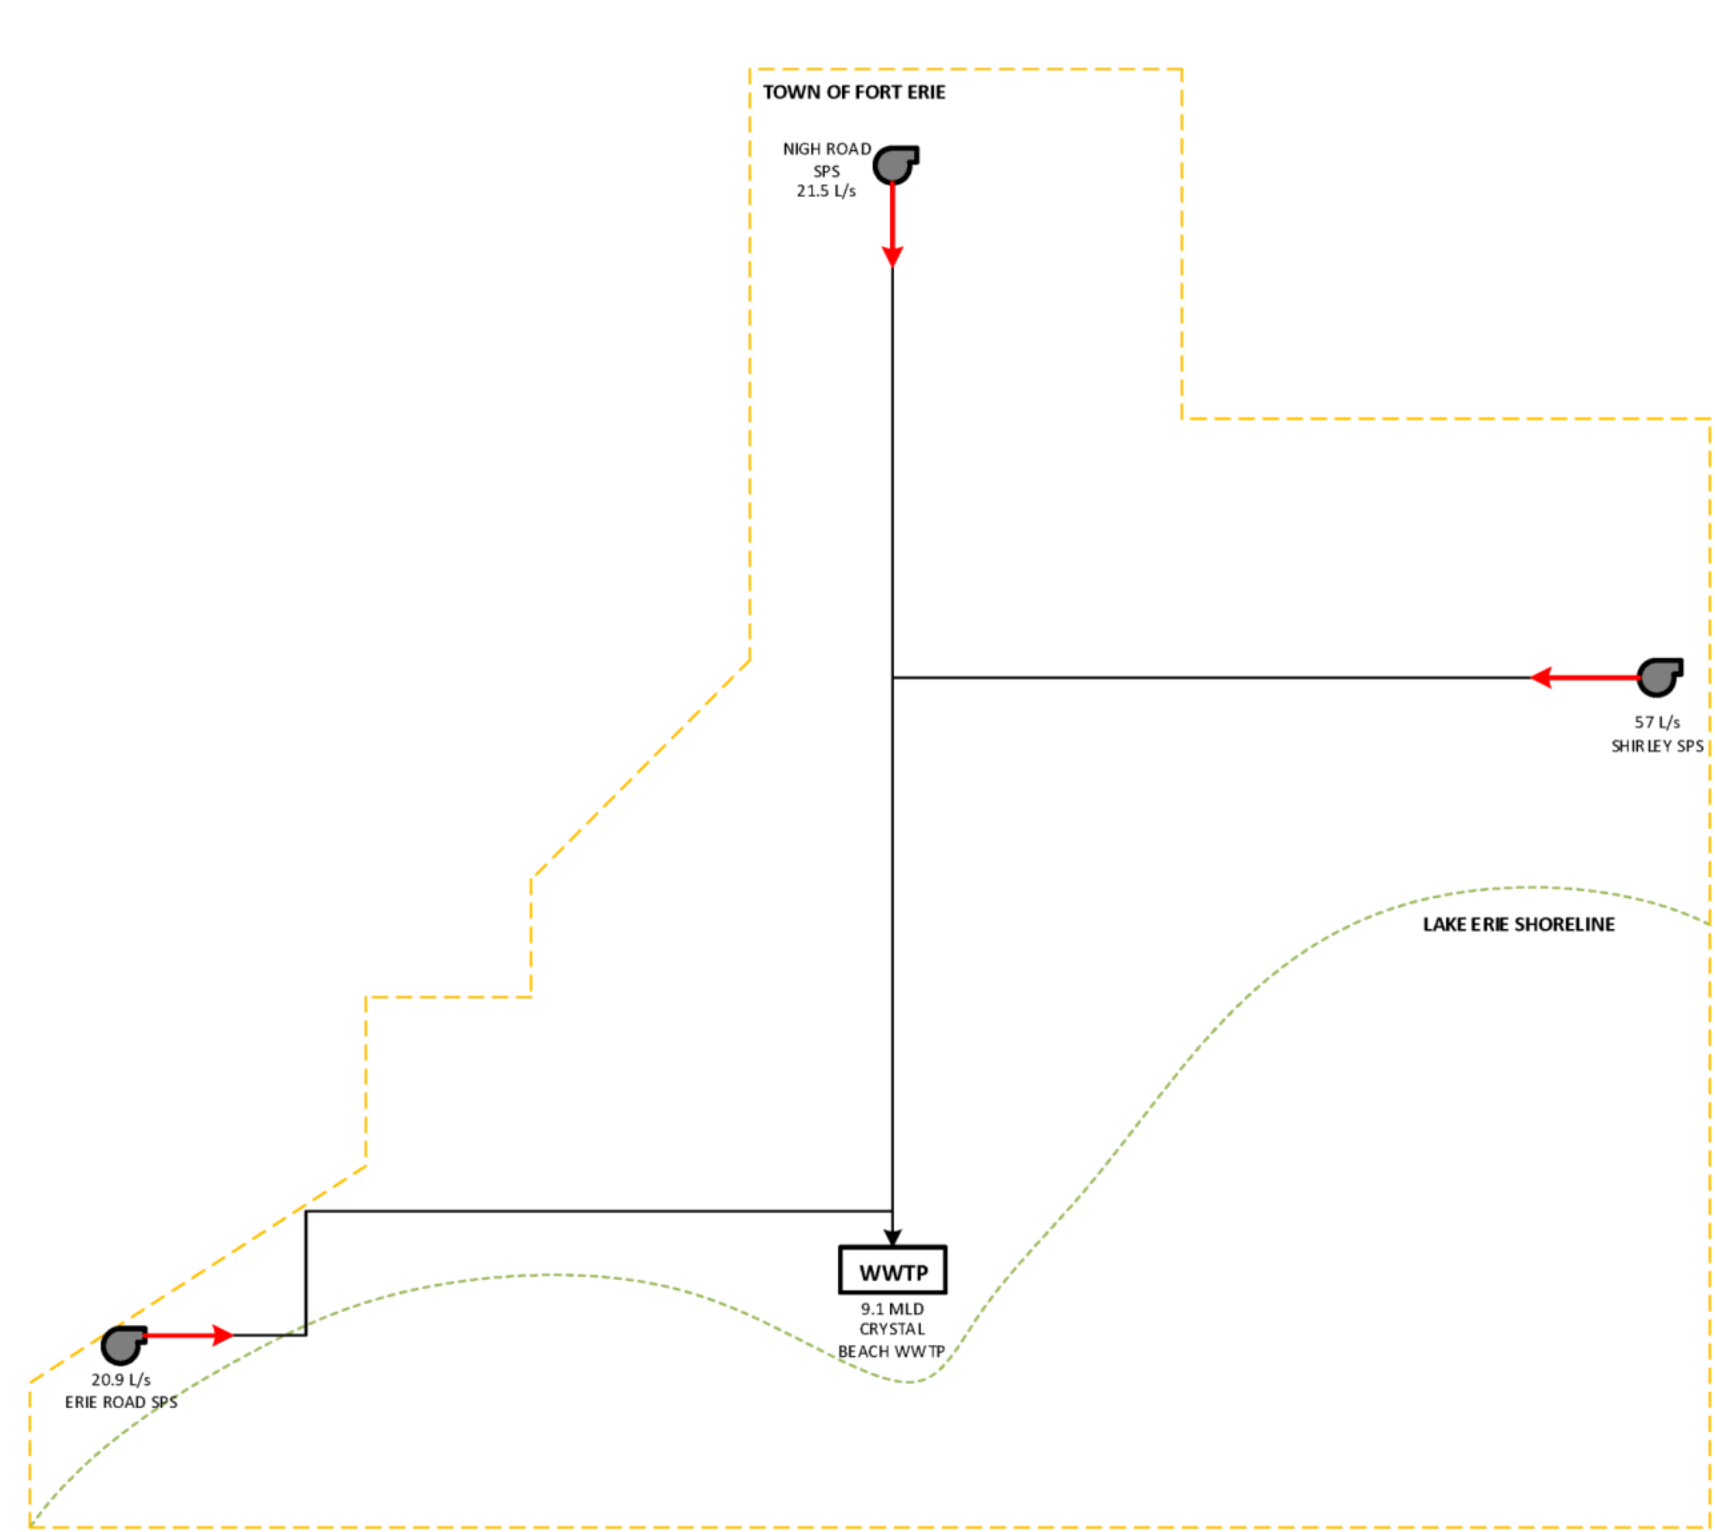 TOWN OF FORT ERIE
NIGH ROAD
SPS
21.5 L/s
57 L/s
SHIRLEY SPS
LAKE ERIE SHORELINE
WWTP
9.1 MLD
CRYSTAL
BEACH WWTP
20.9 L/s
ERIE ROAD SPS